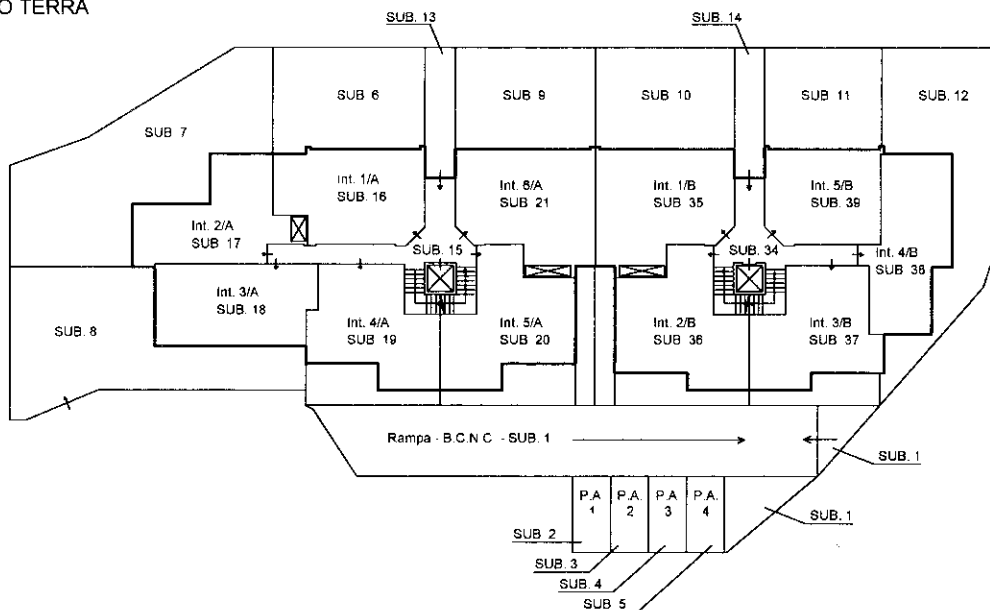 O TERRA
SUB. 13
SUB. 14
SUB 6
SUB 9
SUB 10
SUB 11
SUB. 12
SUB 7
Int. 1/A
SUB. 16
Int. 6/A
SUB 21
Int. 1/B
SUB 35
Int. 5/B
SUB. 39
Int. 2/A
SUB 17
SUB. 15
SUB. 34
Int. 4/B
SUB 38
Int. 3/A
SUB. 18
SUB. 8
Int. 4/A
SUB 19
Int. 5/A
SUB 20
Int. 2/B
SUB 36
Int. 3/B
SUB 37
Rampa - B.C.N C - SUB. 1
SUB. 1
P.A
1
P.A.
2
P.A
3
P.A.
4
SUB. 1
SUB 2
SUB. 3
SUB. 4
SUB 5